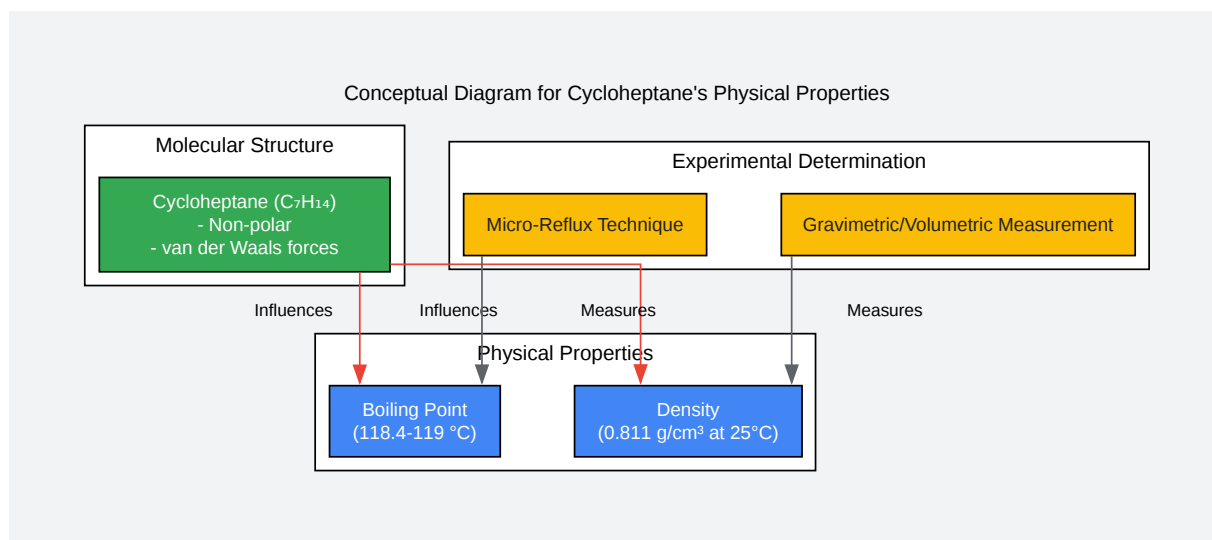 Conceptual Diagram for Cycloheptane's Physical Properties
Molecular Structure
Cycloheptane (C₇H₁₄)
- Non-polar
- van der Waals forces
Experimental Determination
Micro-Reflux Technique
Gravimetric/Volumetric Measurement
Influences
Influences
Measures
Measures
Physical Properties
Boiling Point
(118.4-119 °C)
Density
(0.811 g/cm³ at 25°C)